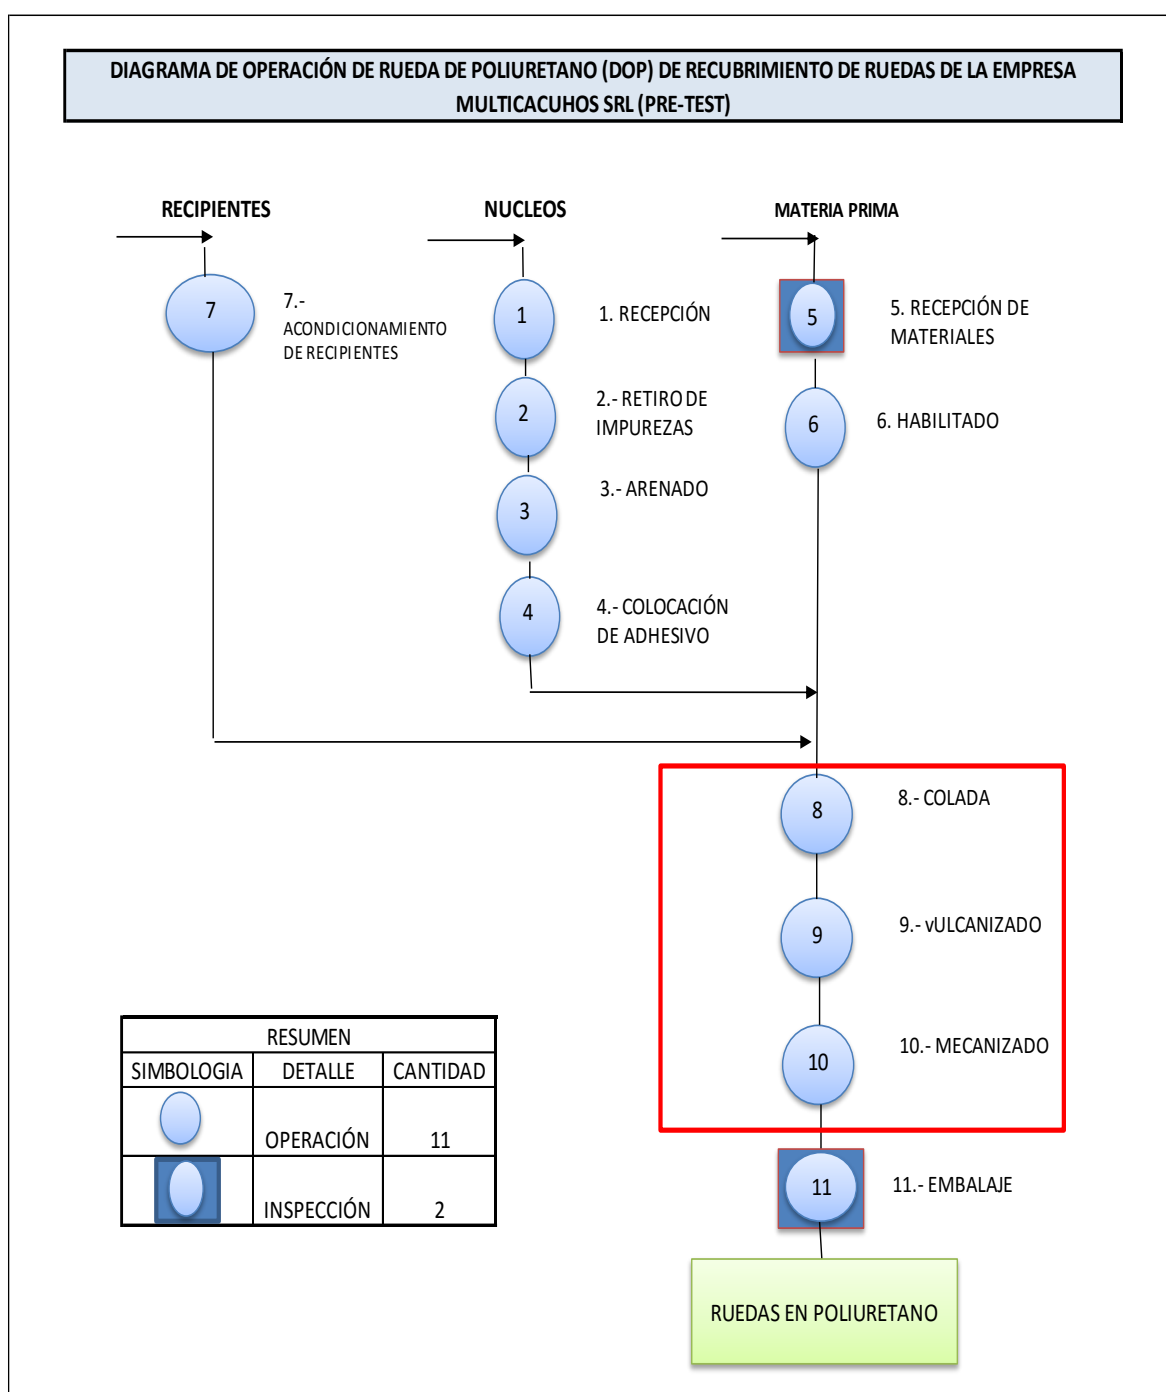 DIAGRAMA DE OPERACIÓN DE RUEDA DE POLIURETANO (DOP) DE RECUBRIMIENTO DE RUEDAS DE LA EMPRESA
MULTICACUHOS SRL (PRE-TEST)
RECIPIENTES
NUCLEOS
MATERIA PRIMA
7
7.-
ACONDICIONAMIENTO
DE RECIPIENTES
1
1. RECEPCIÓN
5
5. RECEPCIÓN DE
MATERIALES
2
2.- RETIRO DE
IMPUREZAS
6
6. HABILITADO
3
3.- ARENADO
4
4.- COLOCACIÓN
DE ADHESIVO
8
8.- COLADA
9
9.- vULCANIZADO
10
10.- MECANIZADO
11
11.- EMBALAJE
RUEDAS EN POLIURETANO
RESUMEN
SIMBOLOGIA DETALLE CANTIDAD
OPERACIÓN 11
INSPECCIÓN 2